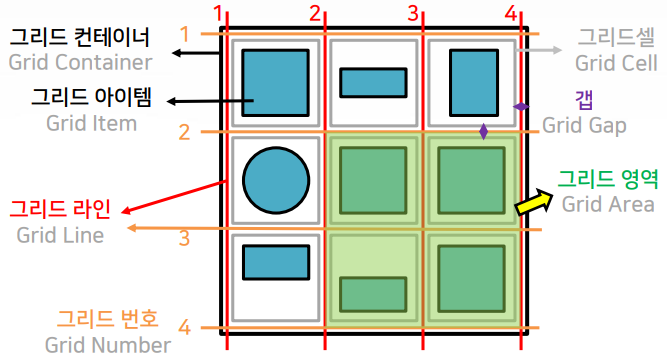 1 2 3 4
1
그리드 컨테이너
Grid Container
그리드셀
Grid Cell
그리드 아이템
Grid Item
갭
Grid Gap
2
그리드 영역
Grid Area
그리드 라인
Grid Line
3
그리드 번호
Grid Number
4